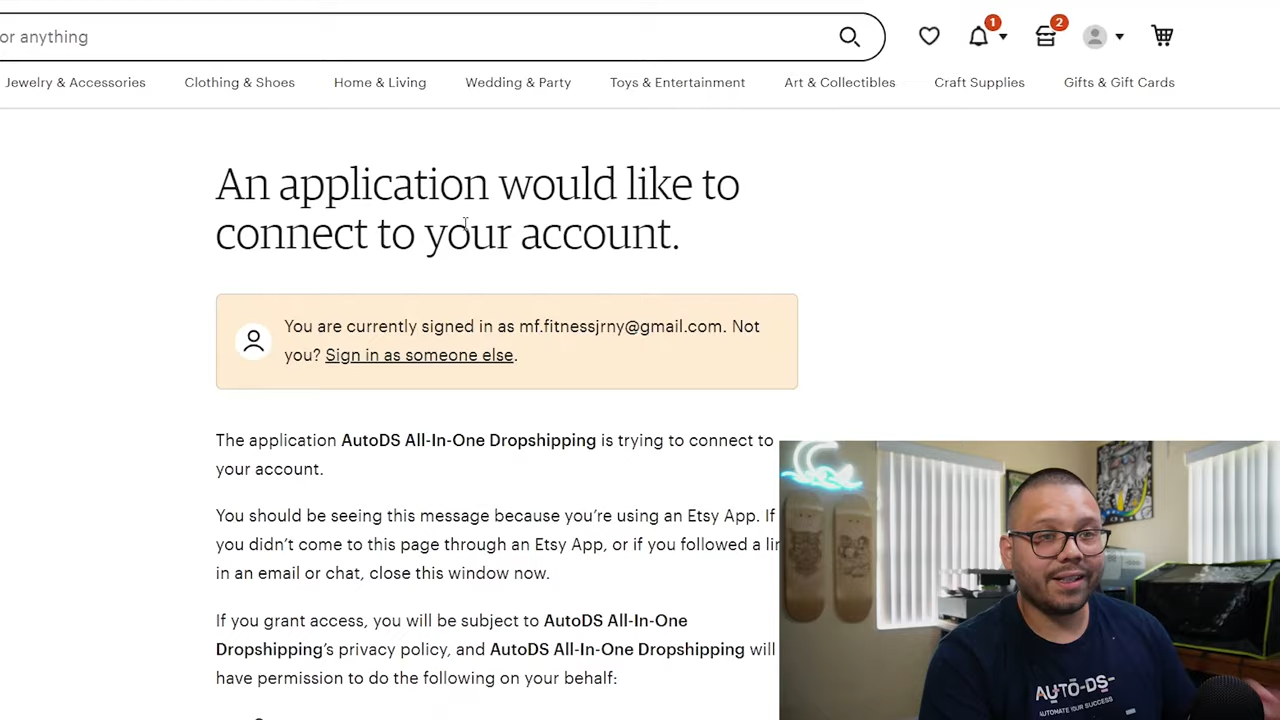 or anything
1
2
Jewelry & Accessories Clothing & Shoes Home & Living Wedding & Party Toys & Entertainment Art & Collectibles Craft Supplies Gifts & Gift Cards
An application would like to
connect to your account.
You are currently signed in as mf.fitnessjrny@gmail.com. Not
you? Sign in as someone else.
The application AutoDS All-In-One Dropshipping is trying to connect to
your account.
You should be seeing this message because you’re using an Etsy App. If
you didn’t come to this page through an Etsy App, or if you followed a
in an email or chat, close this window now.
If you grant access, you will be subject to AutoDS All-In-One
Dropshipping’s privacy policy, and AutoDS All-In-One Dropshipping will
have permission to do the following on your behalf:
AUTO-DS-
AUTOMATE YOUR SUCCESS